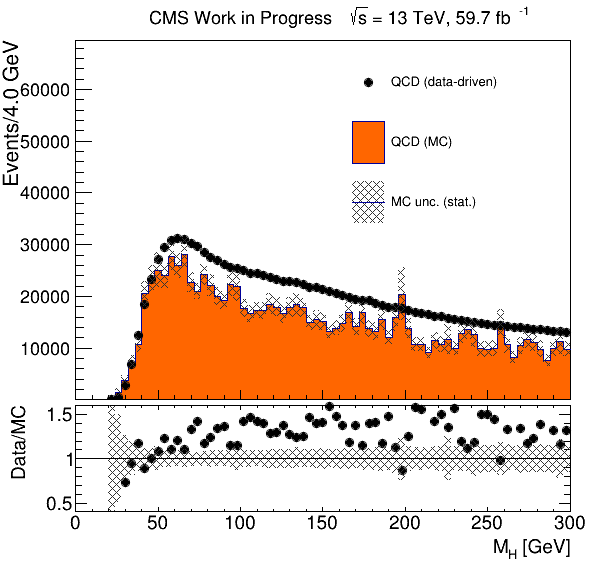 CMS Work in Progress √s = 13 TeV, 59.7 fb⁻¹
Events/4.0 GeV
60000
50000
40000
30000
20000
10000
QCD (data-driven)
QCD (MC)
MC unc. (stat.)
Data/MC
1.5
1
0.5
0 50 100 150 200 250 300
M_H [GeV]